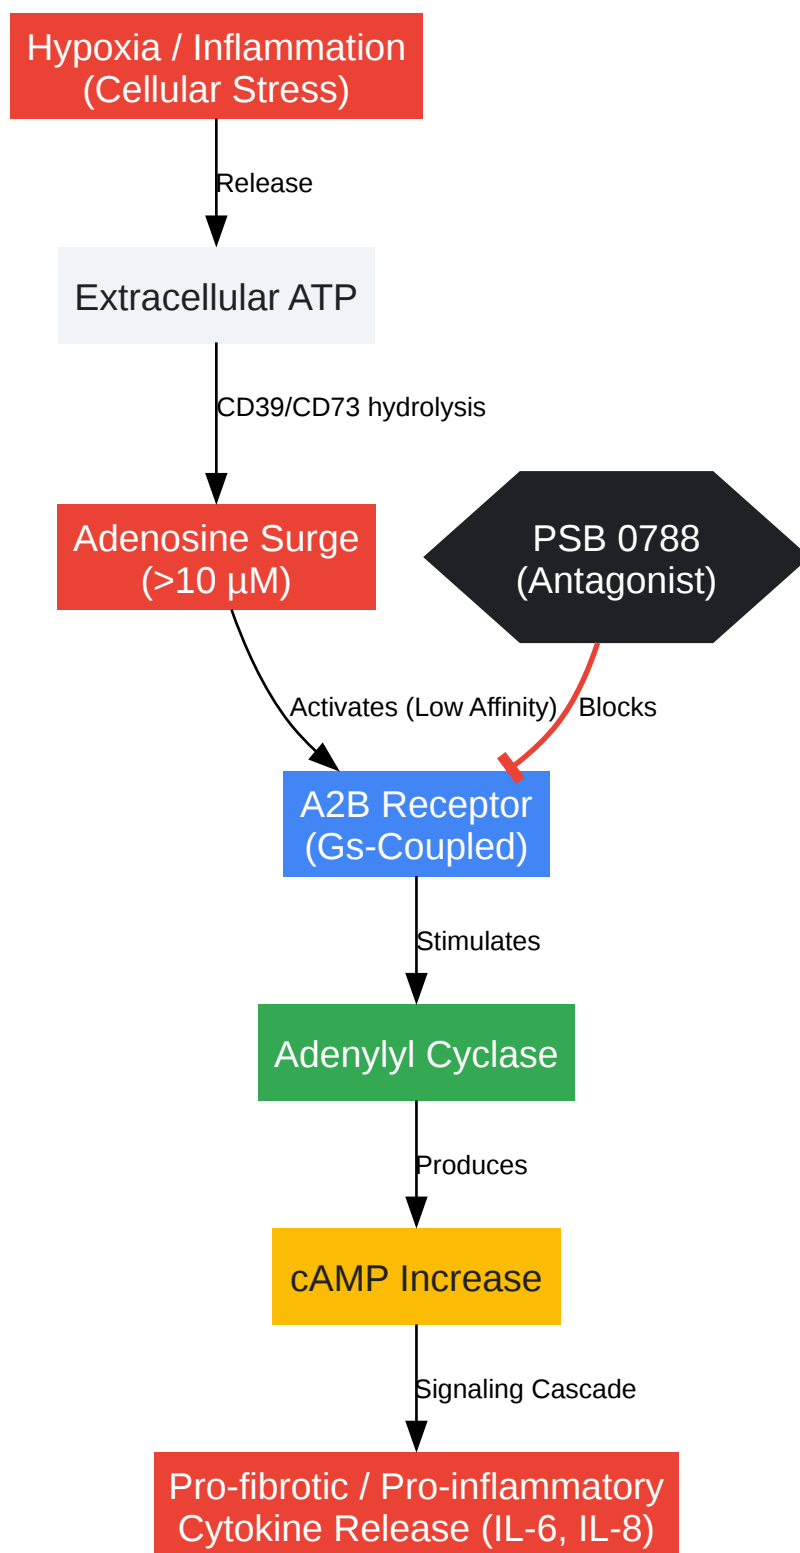 Hypoxia / Inflammation
(Cellular Stress)
Release
Extracellular ATP
CD39/CD73 hydrolysis
Adenosine Surge
(>10 µM)
PSB 0788
(Antagonist)
Activates (Low Affinity)
Blocks
A2B Receptor
(Gs-Coupled)
Stimulates
Adenylyl Cyclase
Produces
cAMP Increase
Signaling Cascade
Pro-fibrotic / Pro-inflammatory
Cytokine Release (IL-6, IL-8)